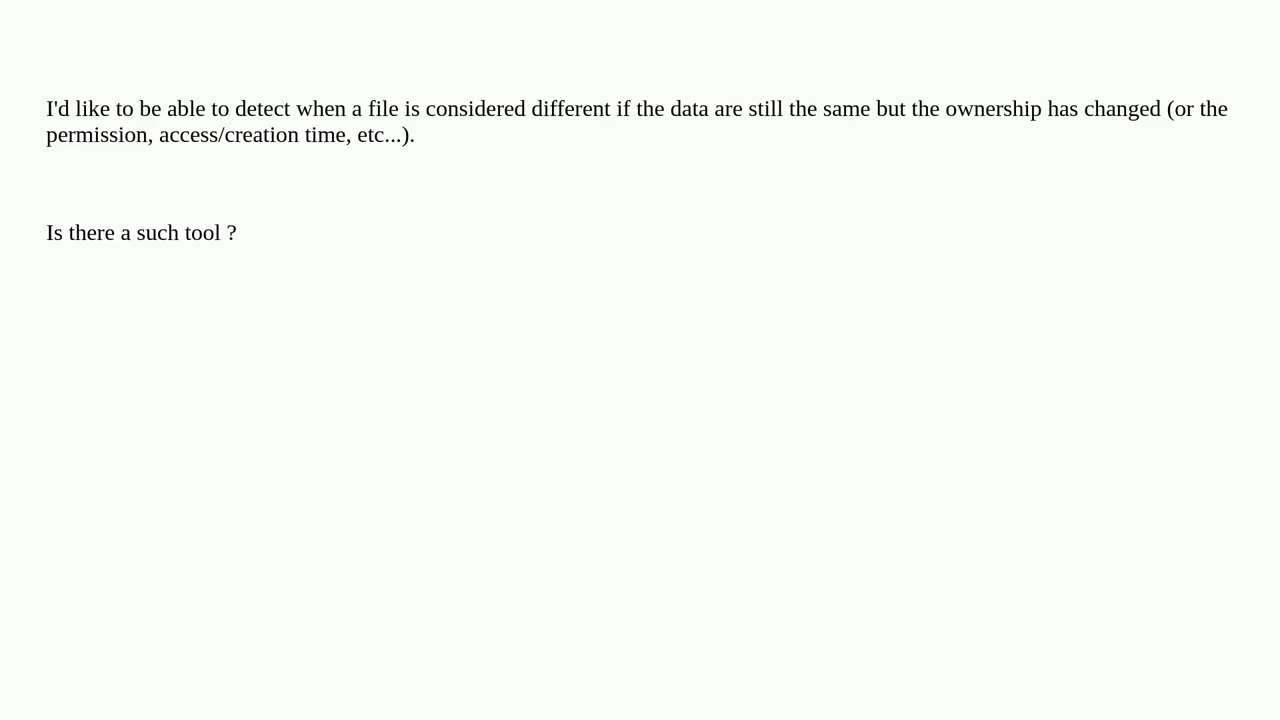 I'd like to be able to detect when a file is considered different if the data are still the same but the ownership has changed (or the
permission, access/creation time, etc...).
Is there a such tool ?